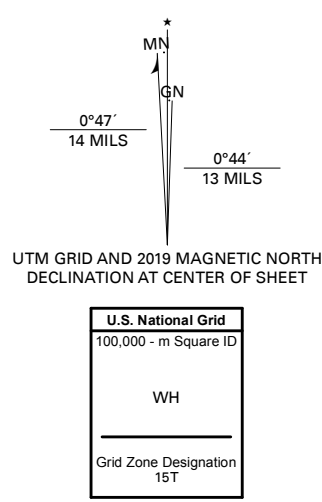 ★
MN
GN
0°47´
14 MILS
0°44´
13 MILS
UTM GRID AND 2019 MAGNETIC NORTH
DECLINATION AT CENTER OF SHEET
U.S. National Grid
100,000 - m Square ID
WH
Grid Zone Designation
15T